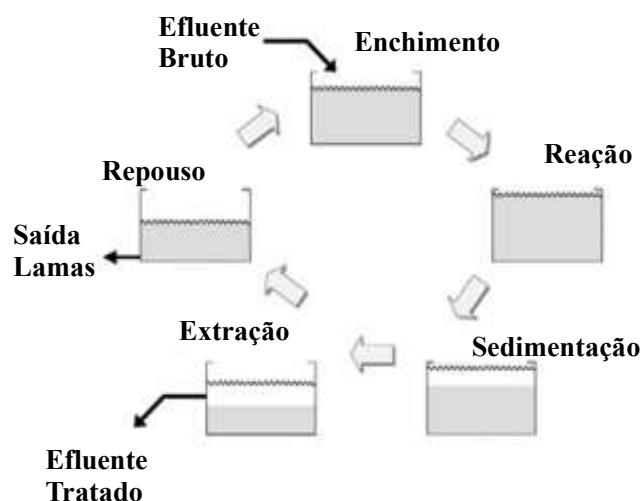 Efluente
Bruto
Enchimento
Reação
Repouso
Saída
Lamas
Extração
Sedimentação
Efluente
Tratado